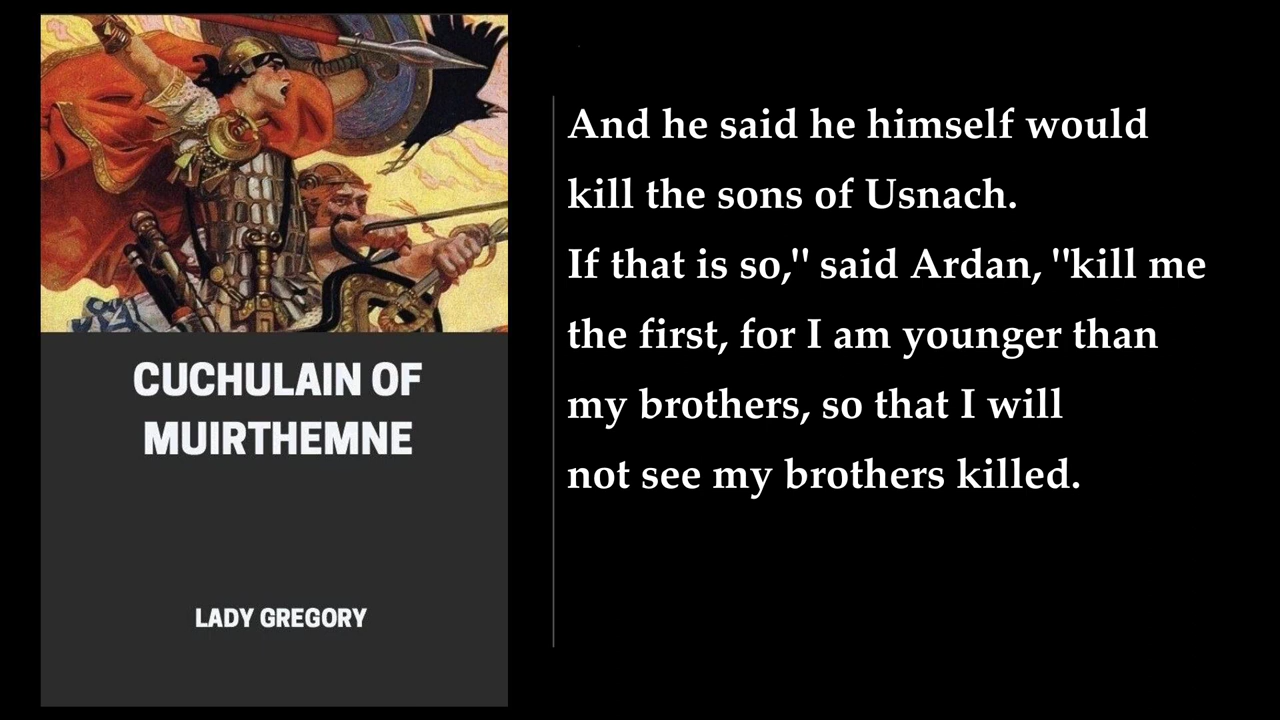 CUCHULAIN OF
MUIRTHEMNE
LADY GREGORY
And he said he himself would
kill the sons of Usnach.
If that is so," said Ardan, "kill me
the first, for I am younger than
my brothers, so that I will
not see my brothers killed.